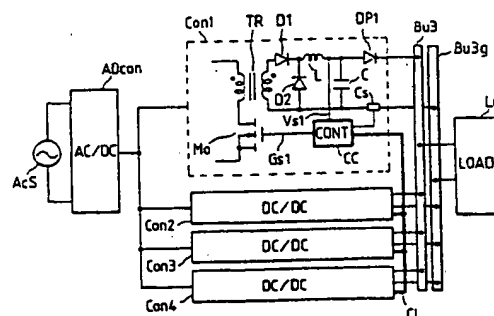 Con1 TR D1 DP1 Bu3
Bu3g
ADcon
L C
D2 Cs
Vs1
AC/DC
Mo CONT
Gs1 CC
AcS
LOAD
DC/DC
Con2
DC/DC
Con3
DC/DC
Con4